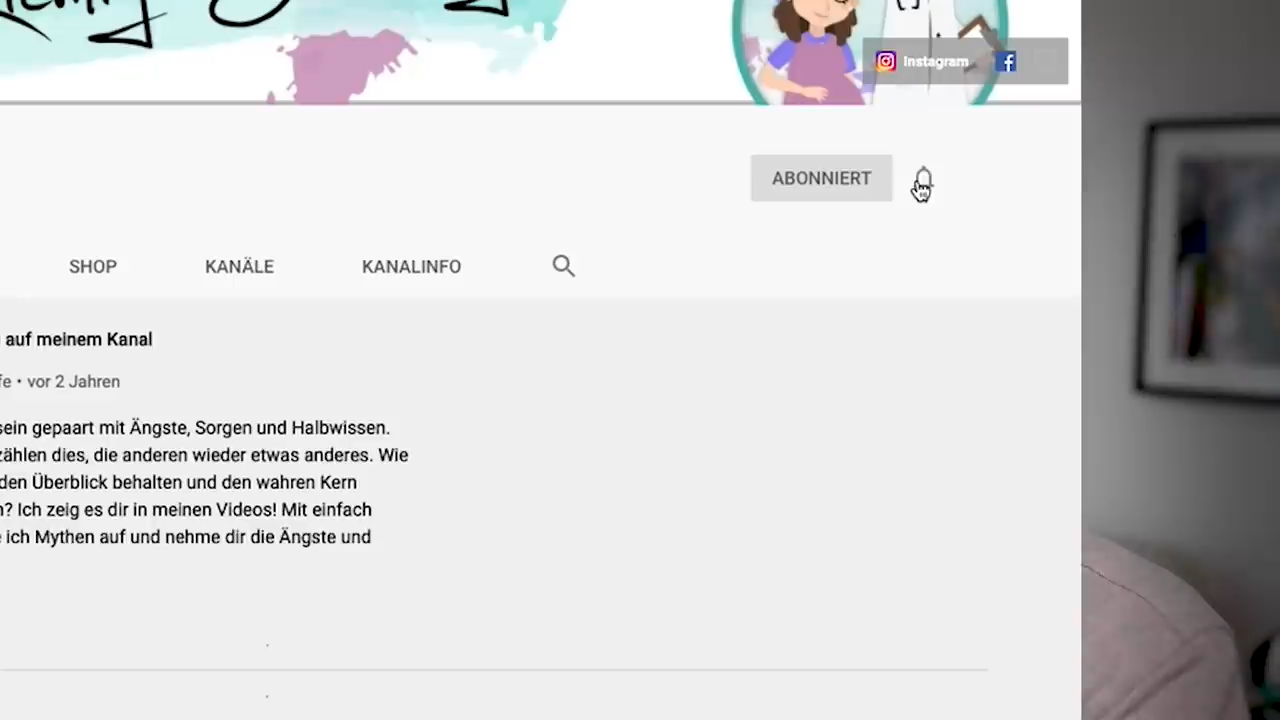 Instagram
ABONNIERT
SHOP KANÄLE KANALINFO
auf meinem Kanal
• vor 2 Jahren
sein gepaart mit Ängste, Sorgen und Halbwissen.
zählen dies, die anderen wieder etwas anderes. Wie
den Überblick behalten und den wahren Kern
? Ich zeig es dir in meinen Videos! Mit einfach
ich Mythen auf und nehme dir die Ängste und